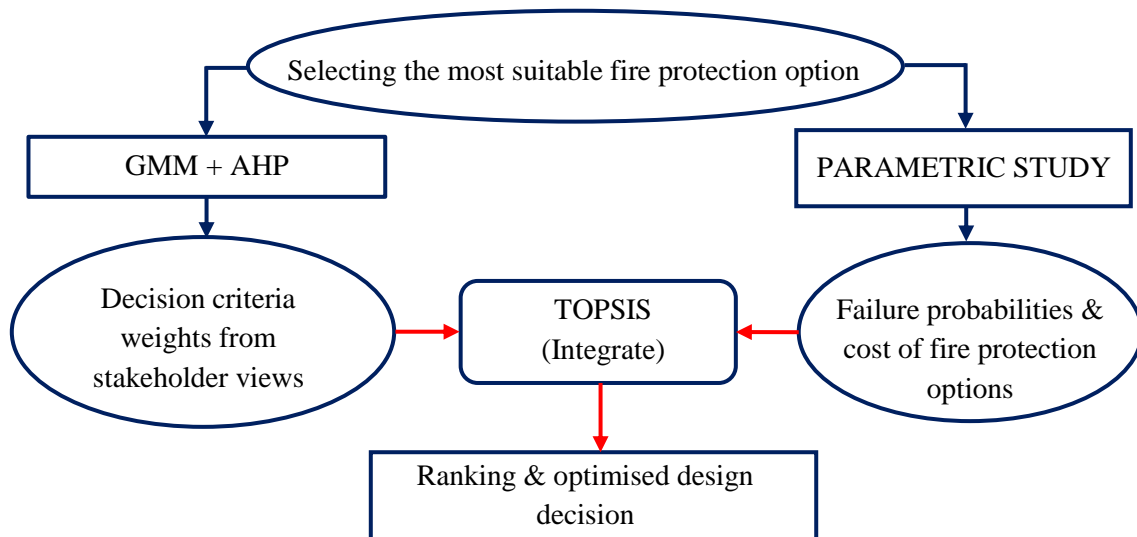 Selecting the most suitable fire protection option
GMM + AHP
PARAMETRIC STUDY
Decision criteria
weights from
stakeholder views
TOPSIS
(Integrate)
Failure probabilities &
cost of fire protection
options
Ranking & optimised design
decision